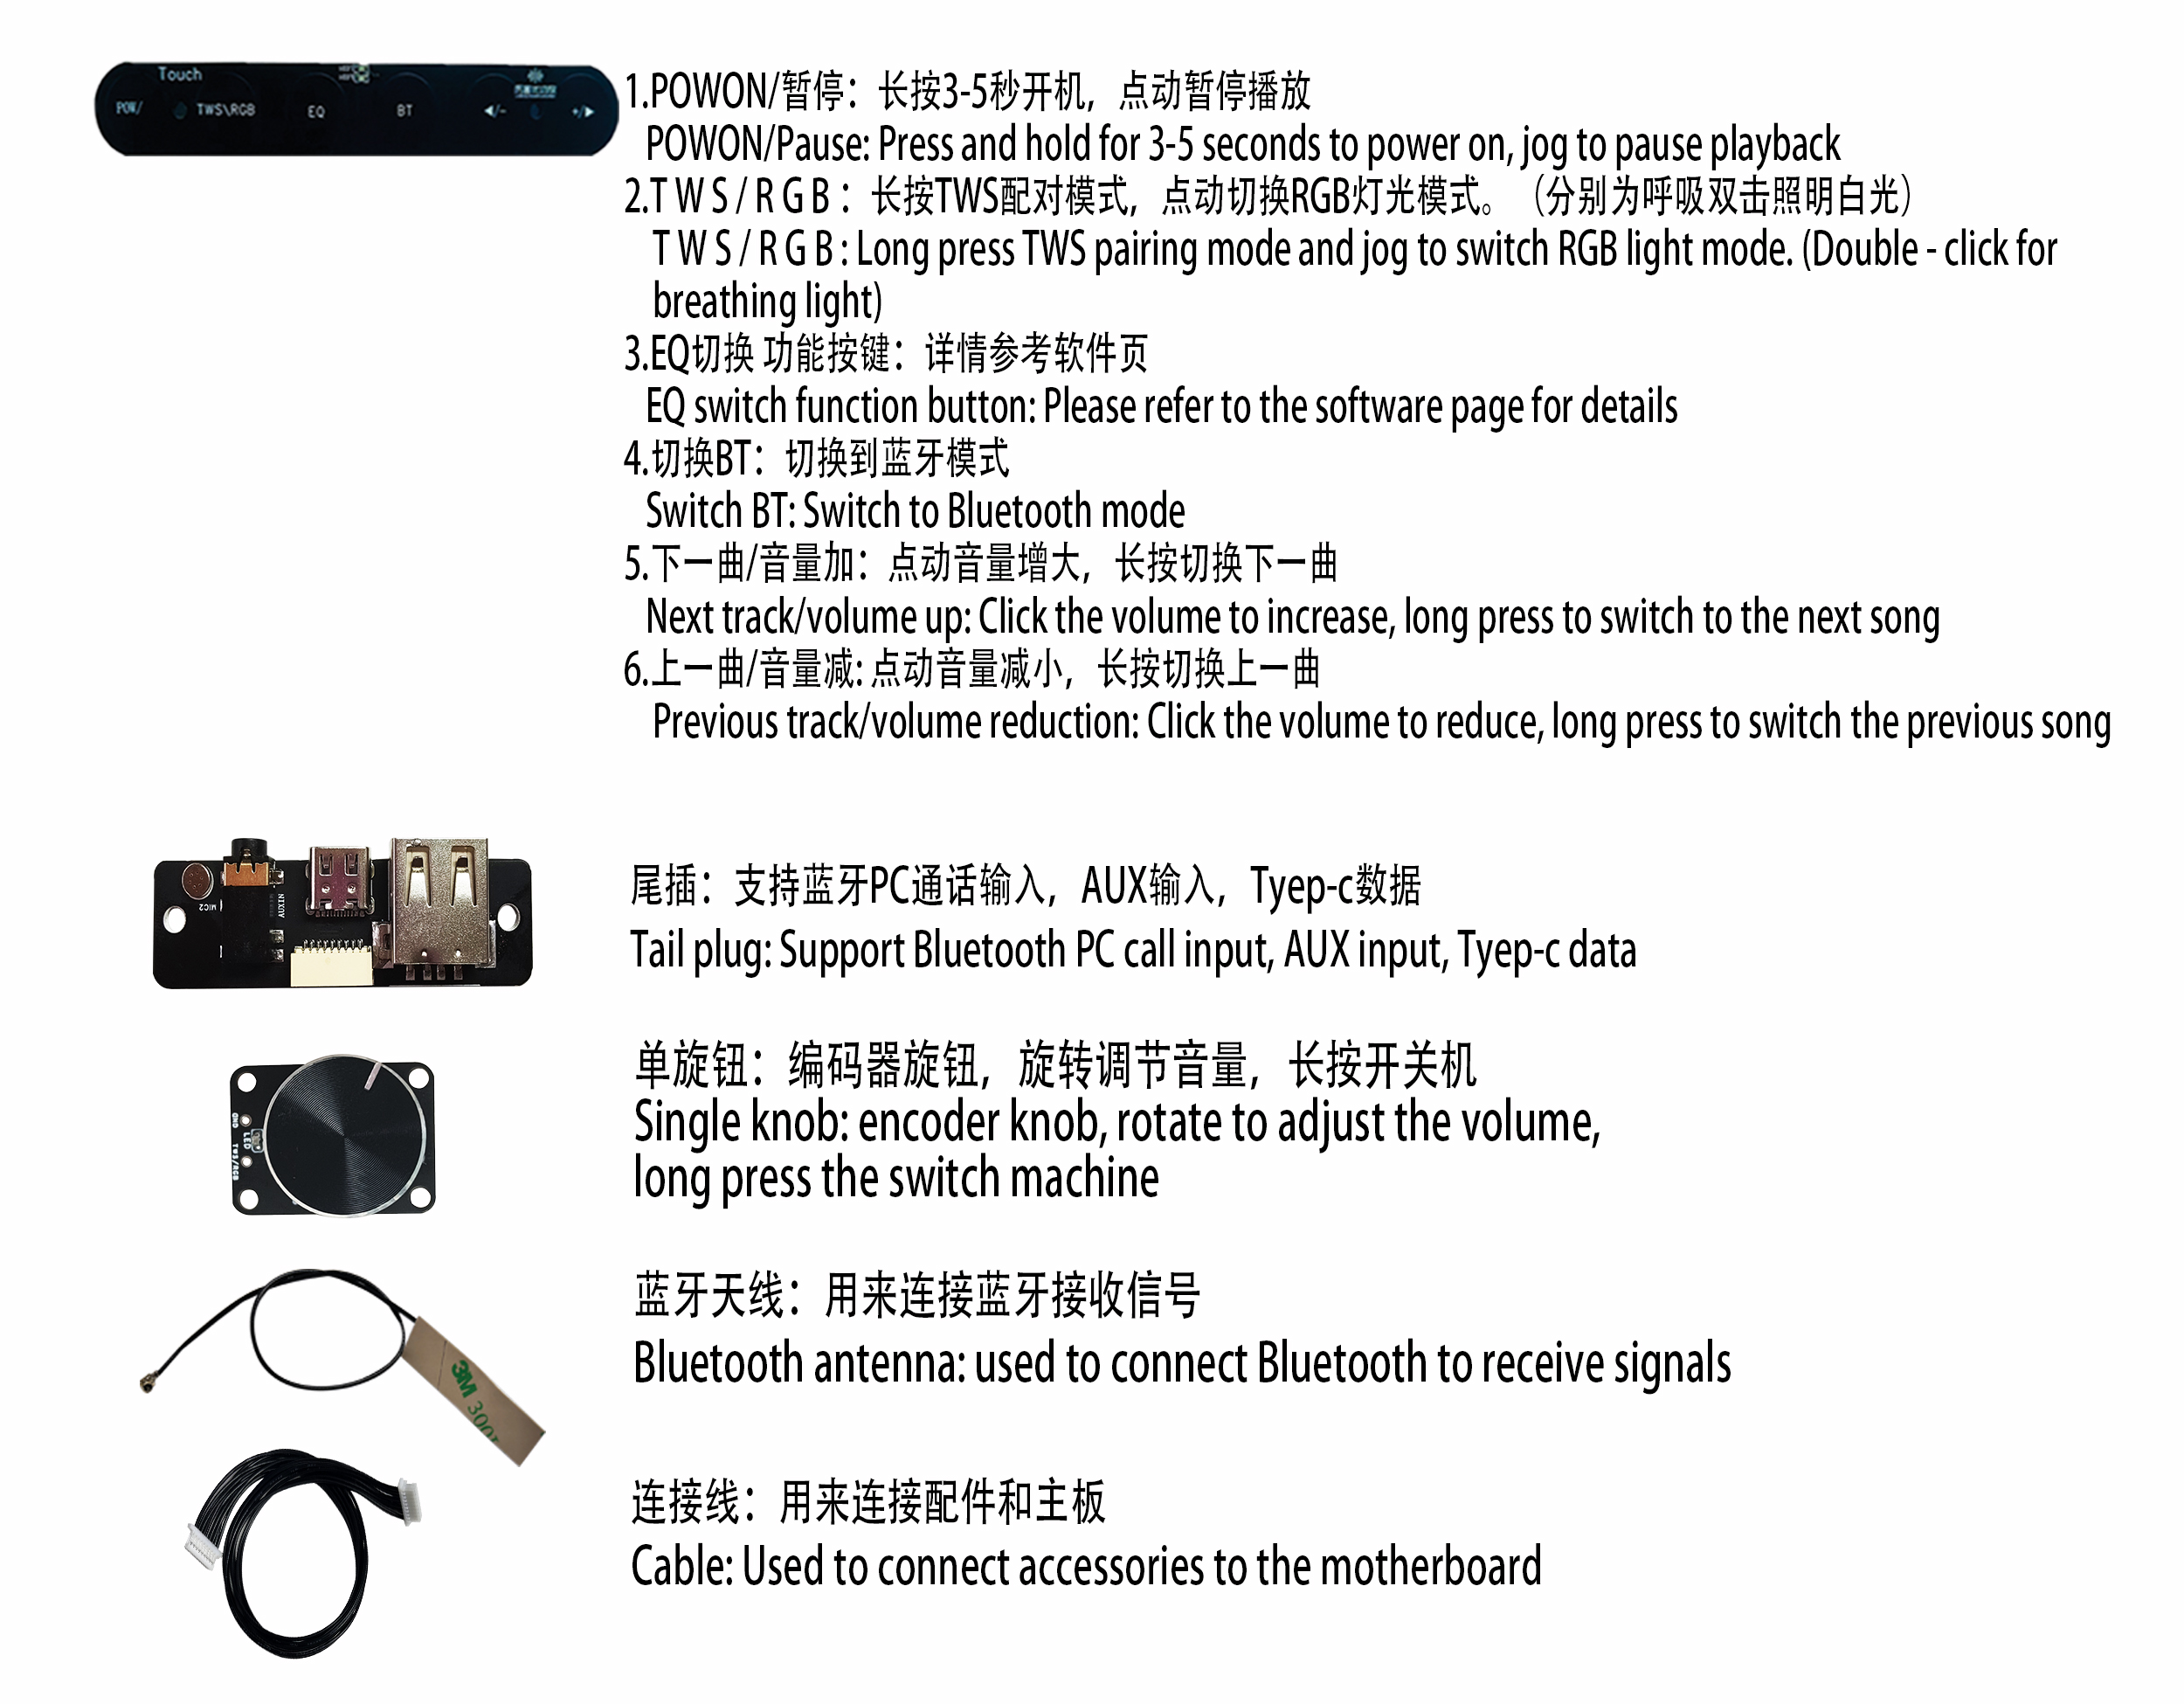 Touch
POW/
TWS\RGB
EQ
BT
◀/-
+/▶
1.POWON/暂停：长按3-5秒开机，点动暂停播放
POWON/Pause: Press and hold for 3-5 seconds to power on, jog to pause playback
2.T W S / R G B ：长按TWS配对模式，点动切换RGB灯光模式。（分别为呼吸双击照明白光）
T W S / R G B : Long press TWS pairing mode and jog to switch RGB light mode. (Double - click for
breathing light)
3.EQ切换 功能按键：详情参考软件页
EQ switch function button: Please refer to the software page for details
4.切换BT：切换到蓝牙模式
Switch BT: Switch to Bluetooth mode
5.下一曲/音量加：点动音量增大，长按切换下一曲
Next track/volume up: Click the volume to increase, long press to switch to the next song
6.上一曲/音量减: 点动音量减小，长按切换上一曲
Previous track/volume reduction: Click the volume to reduce, long press to switch the previous song
MIC2
AUXIN
尾插：支持蓝牙PC通话输入，AUX输入，Tyep-c数据
Tail plug: Support Bluetooth PC call input, AUX input, Tyep-c data
GND
LED
TWS/RGB
单旋钮：编码器旋钮，旋转调节音量，长按开关机
Single knob: encoder knob, rotate to adjust the volume,
long press the switch machine
3M 300
蓝牙天线：用来连接蓝牙接收信号
Bluetooth antenna: used to connect Bluetooth to receive signals
连接线：用来连接配件和主板
Cable: Used to connect accessories to the motherboard